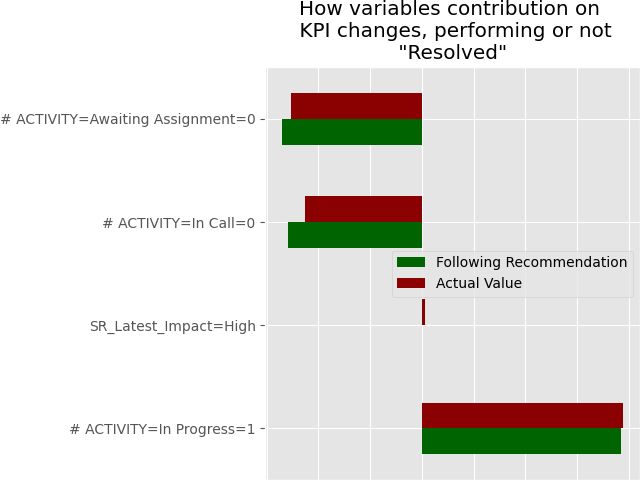 How variables contribution on
KPI changes, performing or not
"Resolved"
# ACTIVITY=Awaiting Assignment=0
# ACTIVITY=In Call=0
Following Recommendation
Actual Value
SR_Latest_Impact=High
# ACTIVITY=In Progress=1